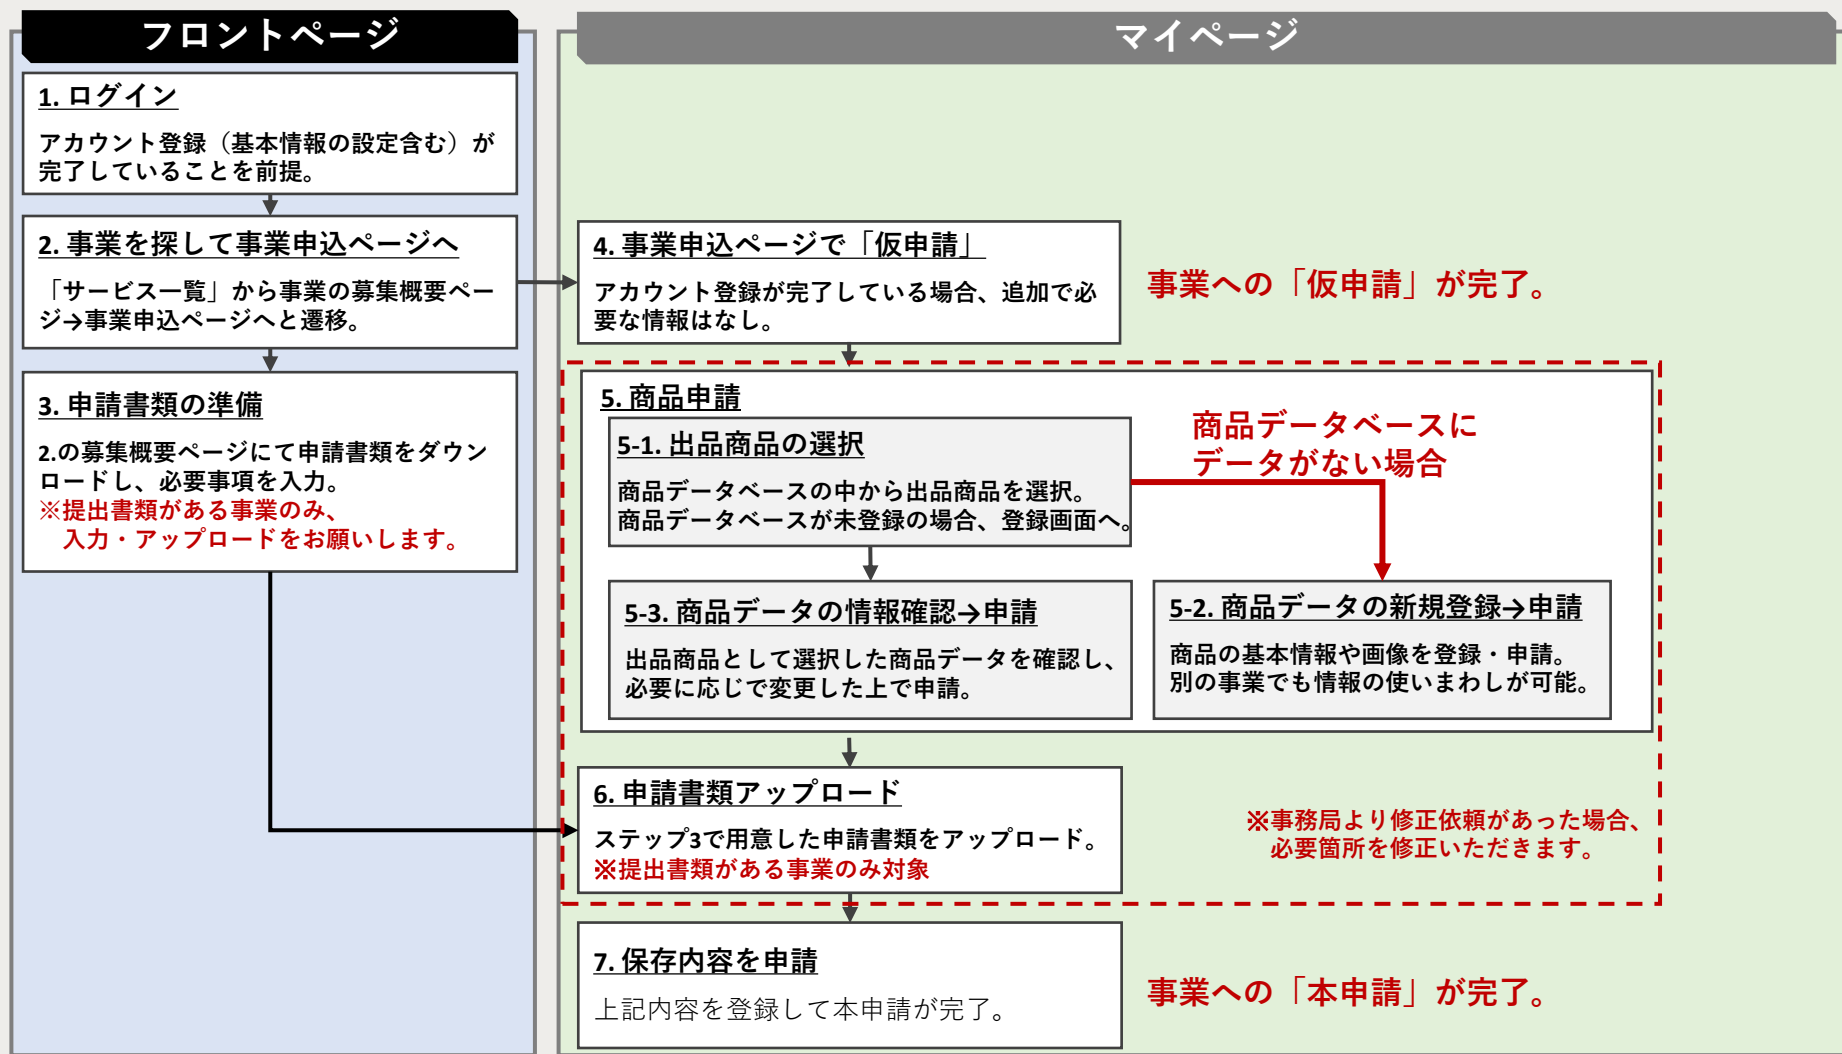 フロントページ
1. ログイン
アカウント登録（基本情報の設定含む）が
完了していることを前提。
2. 事業を探して事業申込ページへ
「サービス一覧」から事業の募集概要ペー
ジ→事業申込ページへと遷移。
3. 申請書類の準備
2.の募集概要ページにて申請書類をダウン
ロードし、必要事項を入力。
※提出書類がある事業のみ、
入力・アップロードをお願いします。
マイページ
4. 事業申込ページで「仮申請」
アカウント登録が完了している場合、追加で必
要な情報はなし。
事業への「仮申請」が完了。
5. 商品申請
5-1. 出品商品の選択
商品データベースの中から出品商品を選択。
商品データベースが未登録の場合、登録画面へ。
商品データベースに
データがない場合
5-3. 商品データの情報確認→申請
出品商品として選択した商品データを確認し、
必要に応じで変更した上で申請。
5-2. 商品データの新規登録→申請
商品の基本情報や画像を登録・申請。
別の事業でも情報の使いまわしが可能。
6. 申請書類アップロード
ステップ3で用意した申請書類をアップロード。
※提出書類がある事業のみ対象
※事務局より修正依頼があった場合、
必要箇所を修正いただきます。
7. 保存内容を申請
上記内容を登録して本申請が完了。
事業への「本申請」が完了。